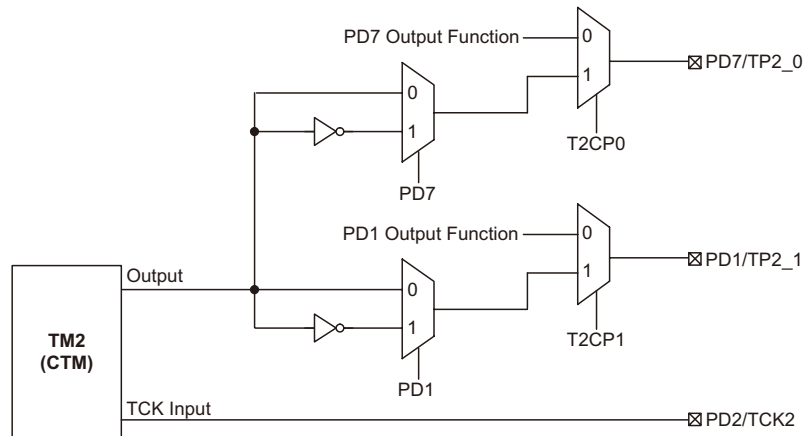 PD7 Output Function
0
1
PD7/TP2_0
0
1
T2CP0
PD7
PD1 Output Function
0
1
PD1/TP2_1
Output
0
1
T2CP1
TM2
(CTM)
PD1
TCK Input
PD2/TCK2